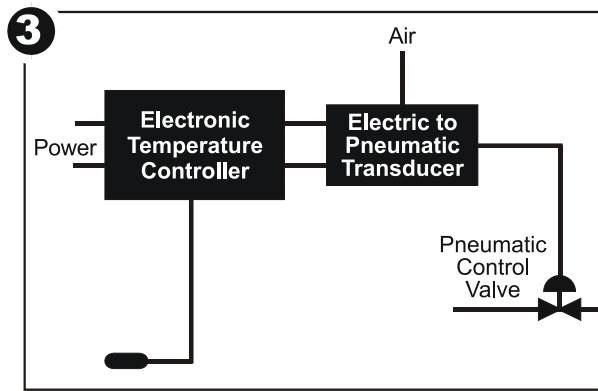 3
Air
Electronic
Temperature
Controller
Power
Electric to
Pneumatic
Transducer
Pneumatic
Control
Valve